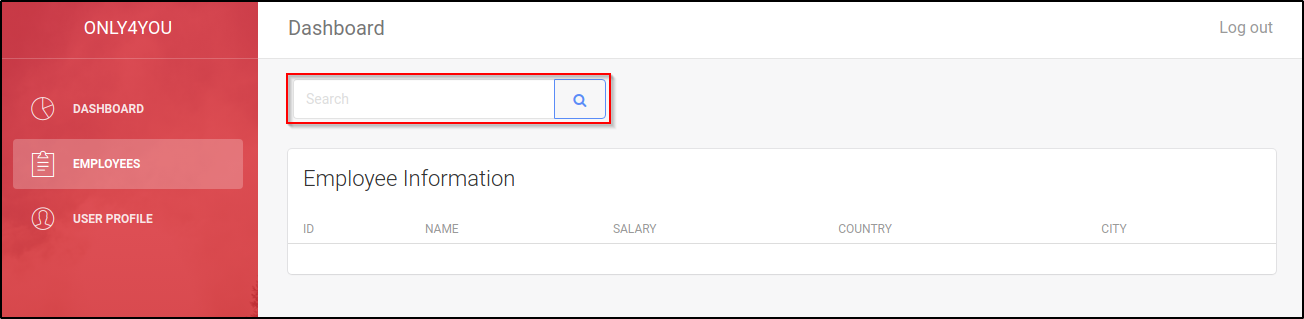 ONLY4YOU
Dashboard
Log out
Search
DASHBOARD
EMPLOYEES
USER PROFILE
Employee Information
ID NAME SALARY COUNTRY CITY